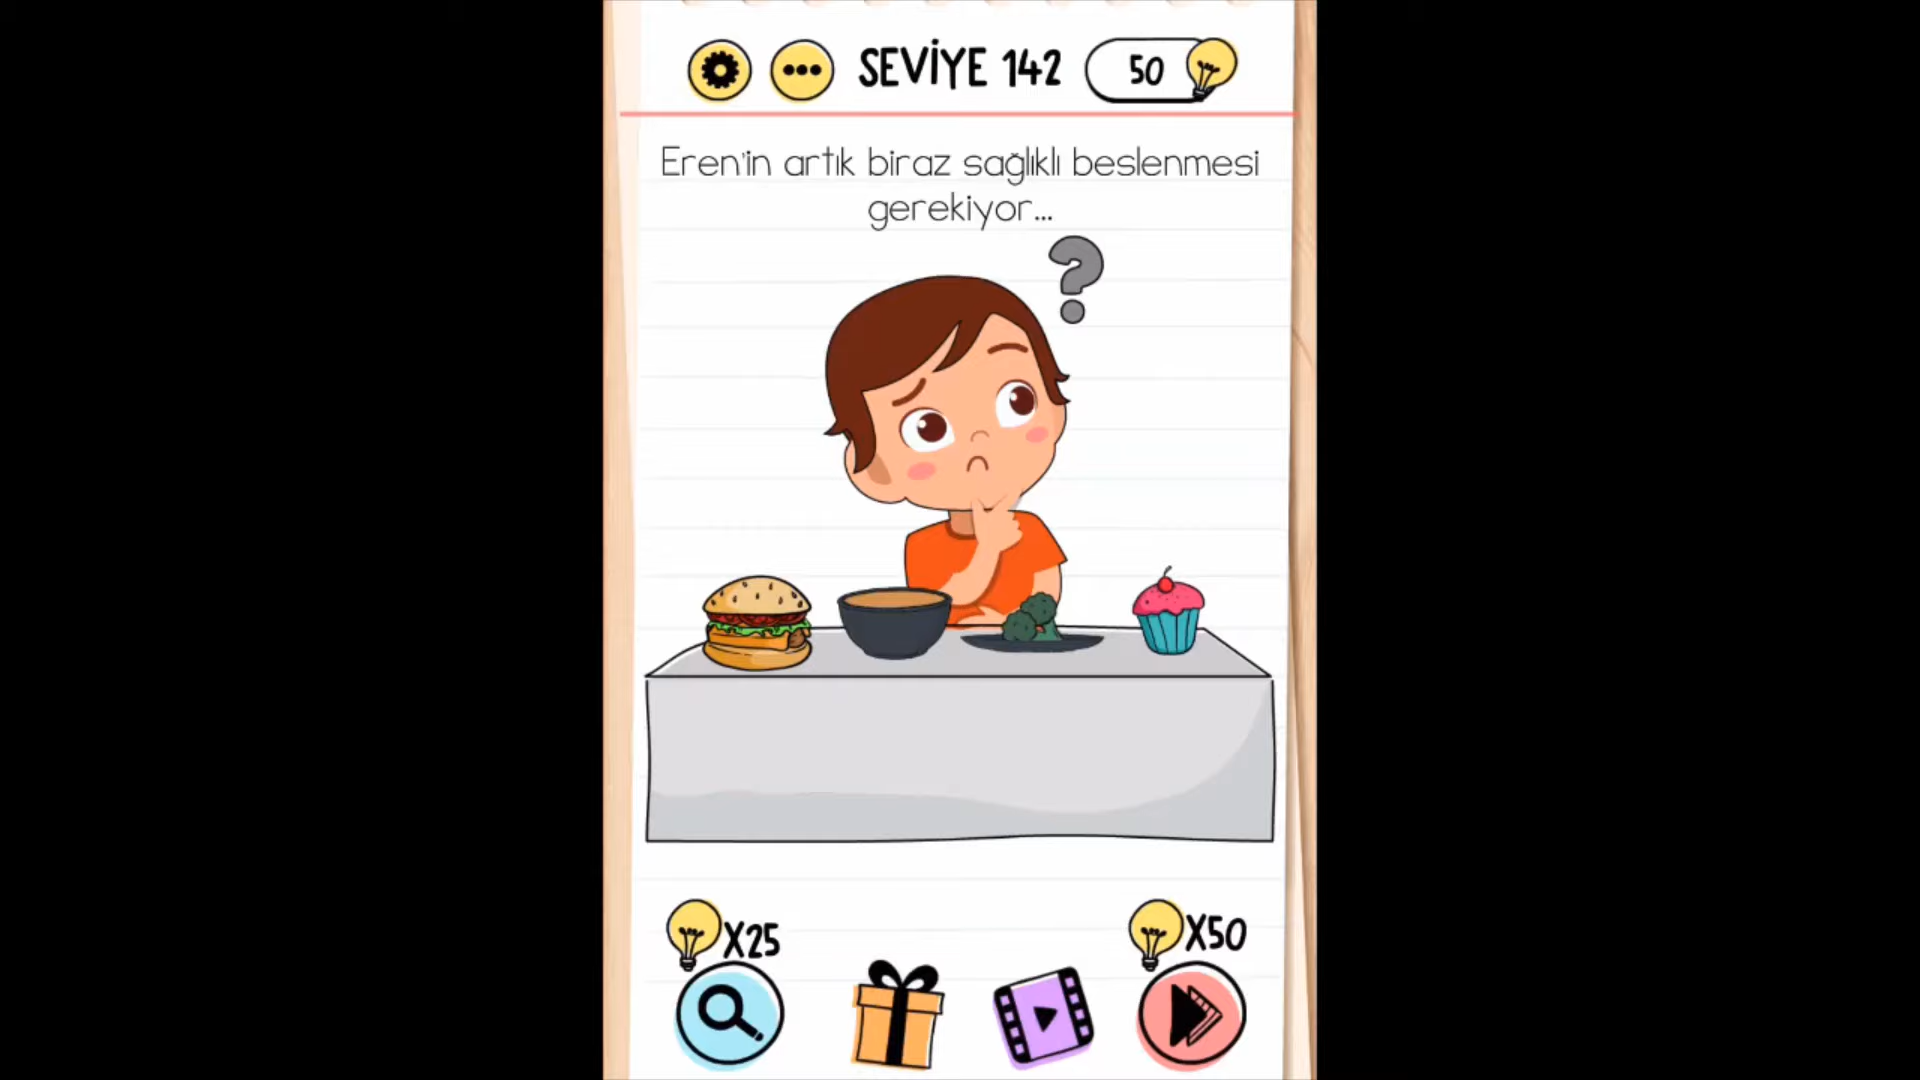 SEVİYE 142
50
Eren'in artık biraz sağlıklı beslenmesi
gerekiyor...
?
X25
X50